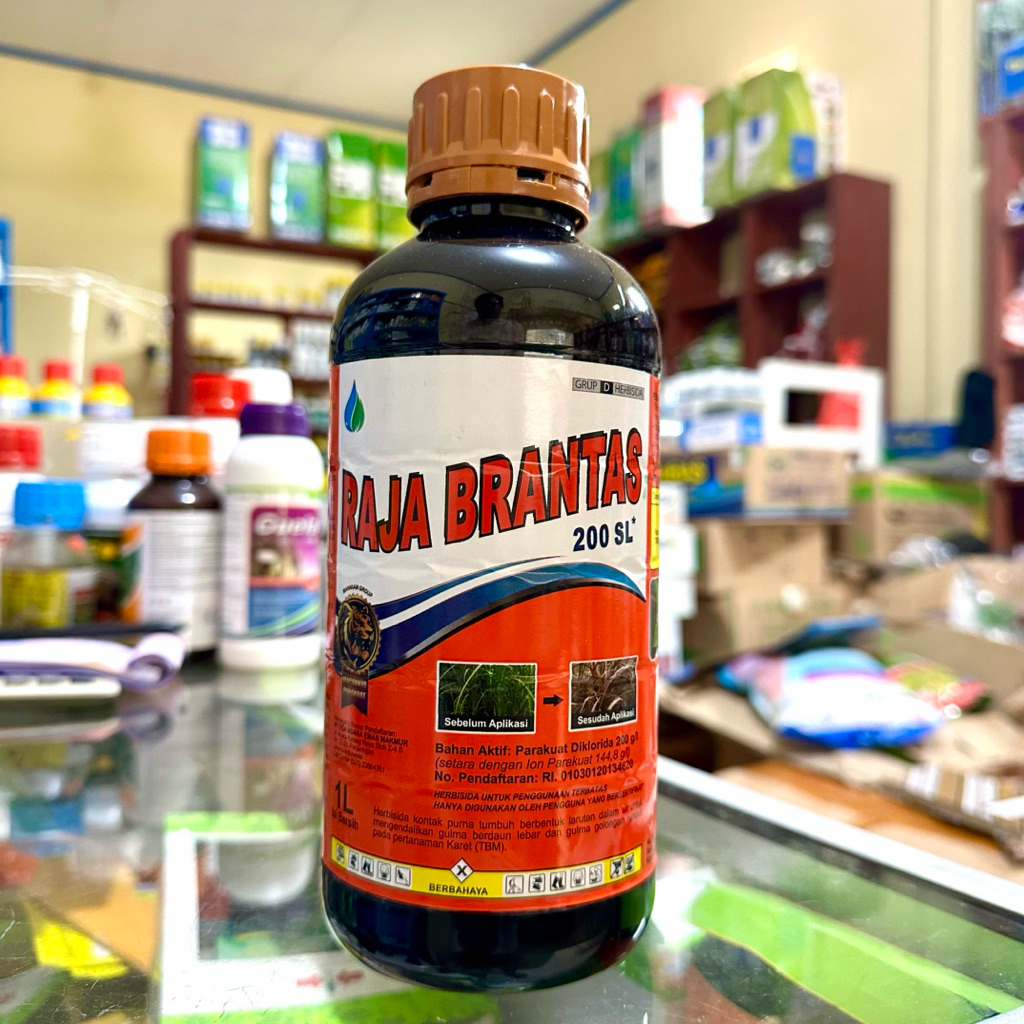 GRUP D HERBISIDA
RAJA BRANTAS
200 SL*
Sebelum Aplikasi
Sesudah Aplikasi
Bahan Aktif: Parakuat Diklorida 200 g/l
(setara dengan Ion Parakuat 144,8 g/l)
No. Pendaftaran: RI. 01030120134620
HERBISIDA UNTUK PENGGUNAAN TERBATAS
HANYA DIGUNAKAN OLEH PENGGUNA YANG
1L
Bersih
Herbisida kontak purna tumbuh berbentuk larutan dalam air untuk
mengendalikan gulma berdaun lebar dan gulma golongan
pada pertanaman Karet (TBM).
BERBAHAYA